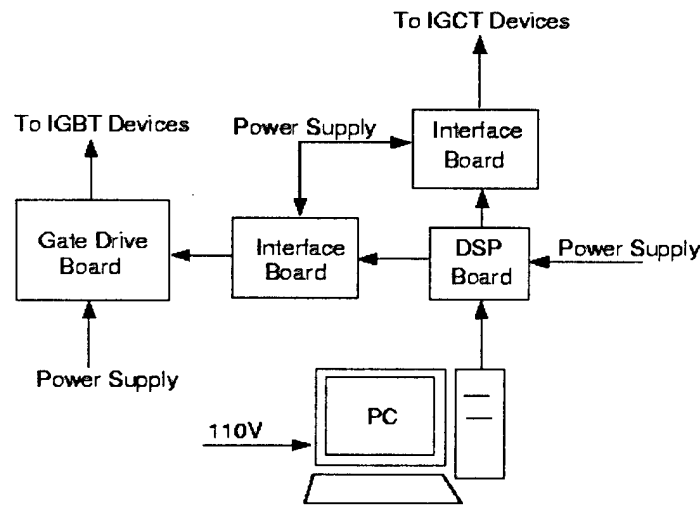 To IGCT Devices
To IGBT Devices
Power Supply
Interface
Board
Gate Drive
Board
Interface
Board
DSP
Board
Power Supply
Power Supply
PC
110V